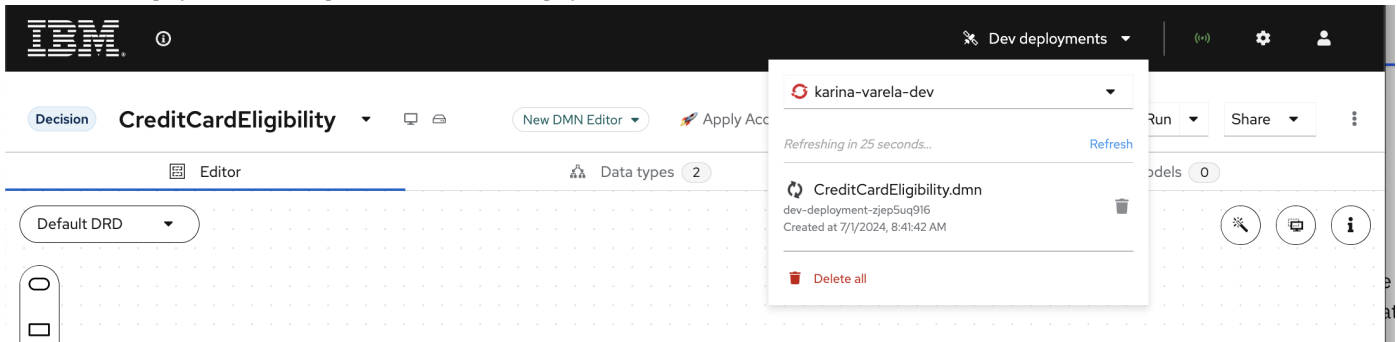 IBM
Dev deployments
karina-varela-dev
Decision CreditCardEligibility New DMN Editor Apply Acc Run Share
Refreshing in 25 seconds... Refresh
Editor Data types 2 odels 0
CreditCardEligibility.dmn
dev-deployment-zjep5uq916
Created at 7/1/2024, 8:41:42 AM
Default DRD
Delete all